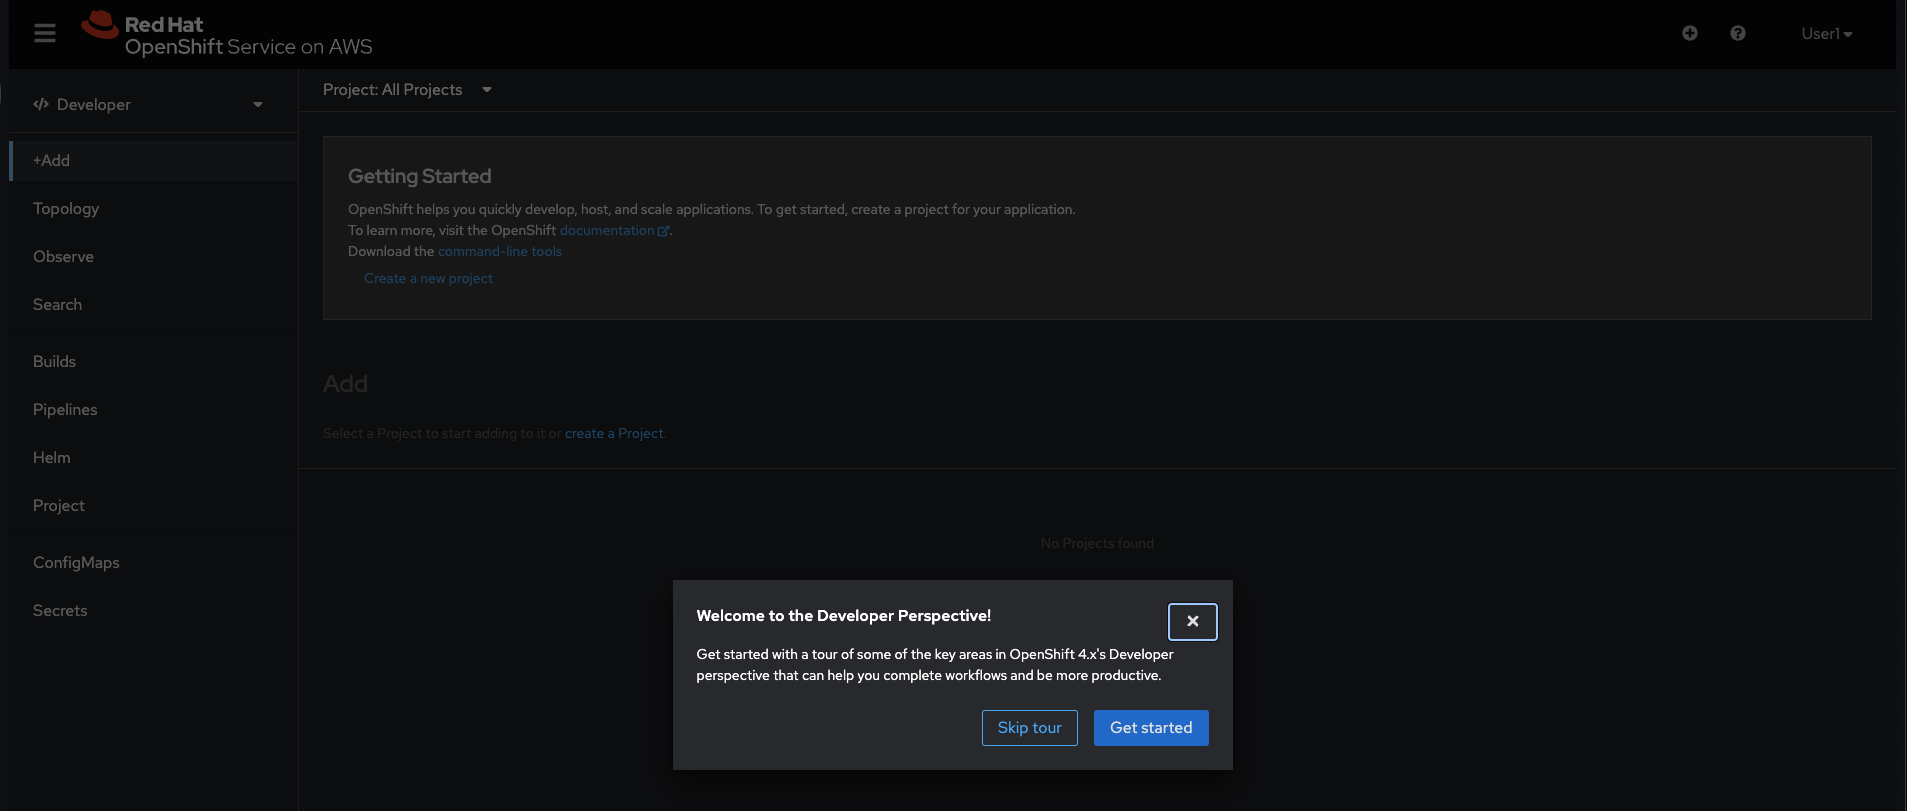 Red Hat
OpenShift Service on AWS
User1
Developer
Project: All Projects
+Add
Topology
Observe
Search
Builds
Pipelines
Helm
Project
ConfigMaps
Secrets
Getting Started
OpenShift helps you quickly develop, host, and scale applications. To get started, create a project for your application.
To learn more, visit the OpenShift documentation.
Download the command-line tools
Create a new project
Add
Select a Project to start adding to it or create a Project.
No Projects found
Welcome to the Developer Perspective!
Get started with a tour of some of the key areas in OpenShift 4.x's Developer
perspective that can help you complete workflows and be more productive.
Skip tour
Get started